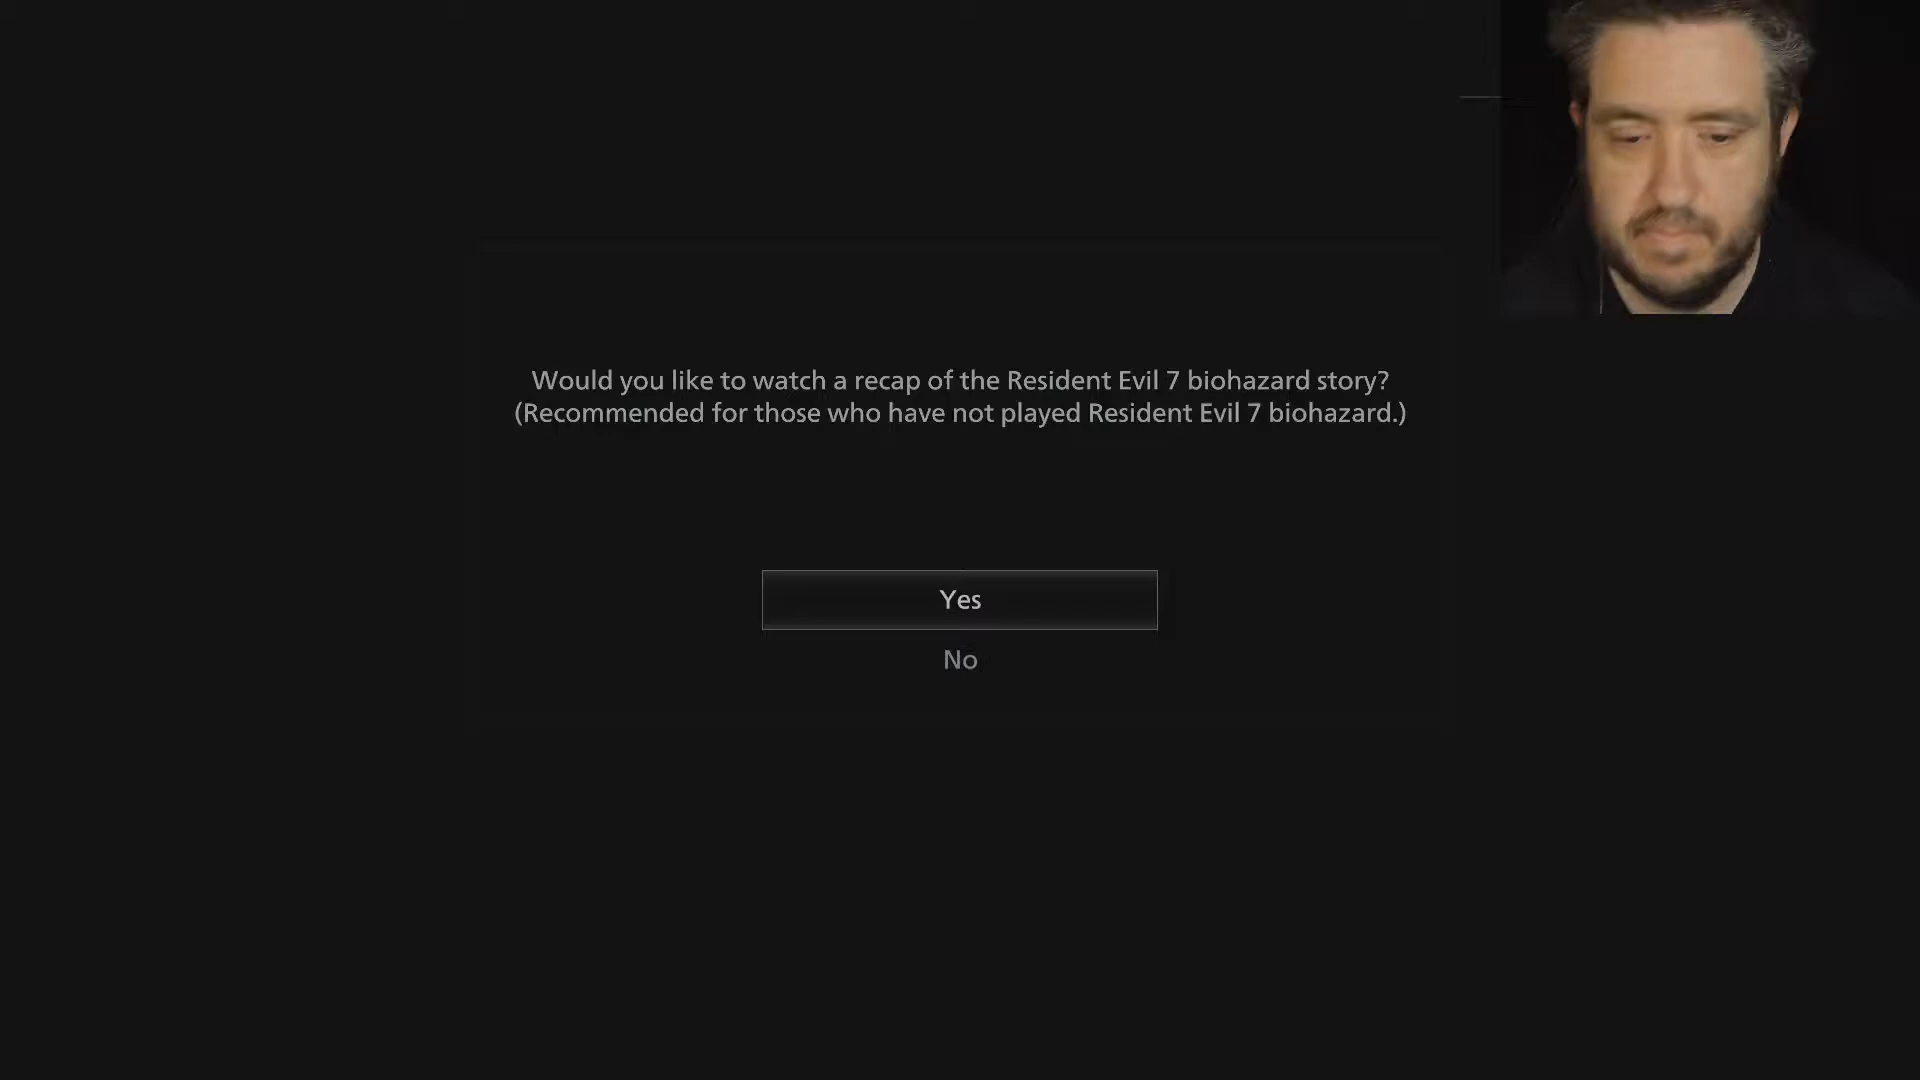 Would you like to watch a recap of the Resident Evil 7 biohazard story?
(Recommended for those who have not played Resident Evil 7 biohazard.)
Yes
No